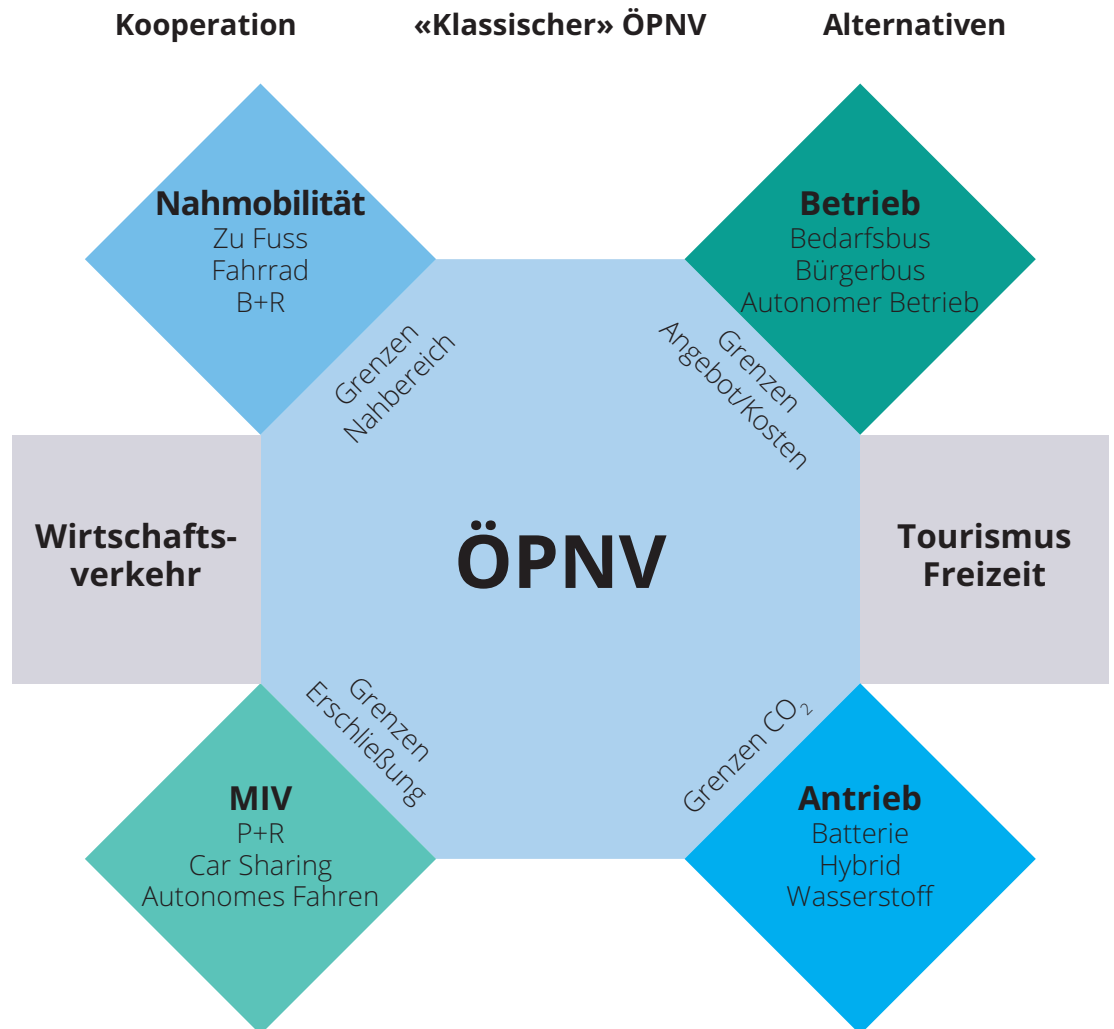 Kooperation
«Klassischer» ÖPNV
Alternativen
Nahmobilität
Zu Fuss
Fahrrad
B+R
Betrieb
Bedarfsbus
Bürgerbus
Autonomer Betrieb
Grenzen
Nahbereich
Grenzen
Angebot/Kosten
Wirtschafts-
verkehr
ÖPNV
Tourismus
Freizeit
Grenzen
Erschließung
Grenzen CO₂
MIV
P+R
Car Sharing
Autonomes Fahren
Antrieb
Batterie
Hybrid
Wasserstoff